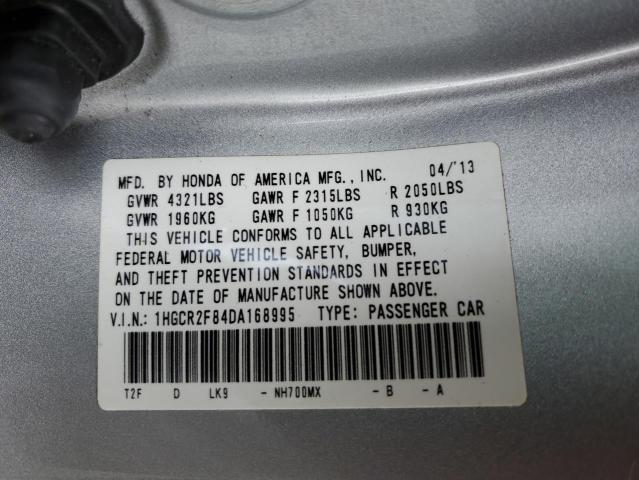 MFD. BY HONDA OF AMERICA MFG., INC. 04/'13
GVWR 4321LBS GAWR F 2315LBS R 2050LBS
GVWR 1960KG GAWR F 1050KG R 930KG
THIS VEHICLE CONFORMS TO ALL APPLICABLE
FEDERAL MOTOR VEHICLE SAFETY, BUMPER,
AND THEFT PREVENTION STANDARDS IN EFFECT
ON THE DATE OF MANUFACTURE SHOWN ABOVE.
V.I.N.: 1HGCR2F84DA168995 TYPE: PASSENGER CAR
T2F D LK9 - NH700MX - B - A